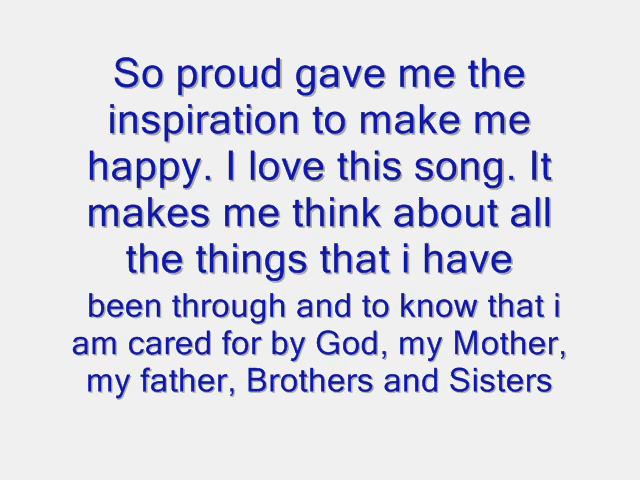 So proud gave me the
inspiration to make me
happy. I love this song. It
makes me think about all
the things that i have
been through and to know that i
am cared for by God, my Mother,
my father, Brothers and Sisters